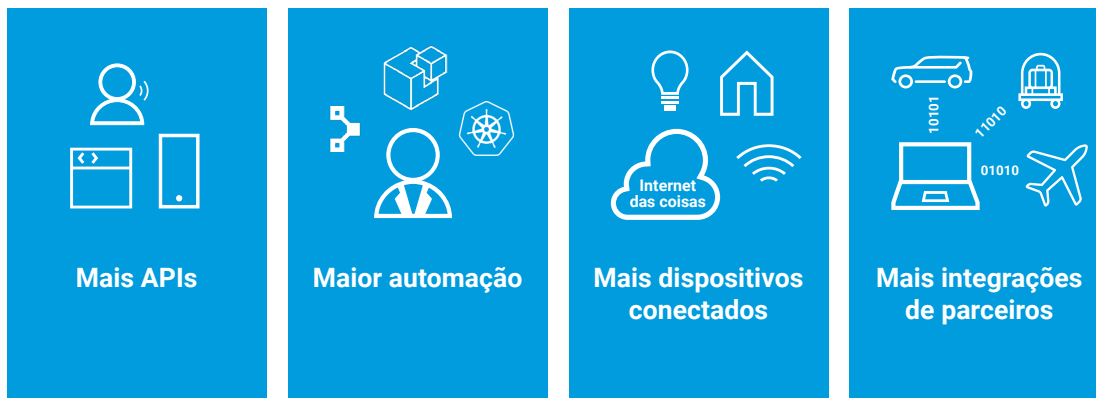 Mais APIs
Maior automação
Internet
das coisas
Mais dispositivos
conectados
10101
11010
01010
Mais integrações
de parceiros